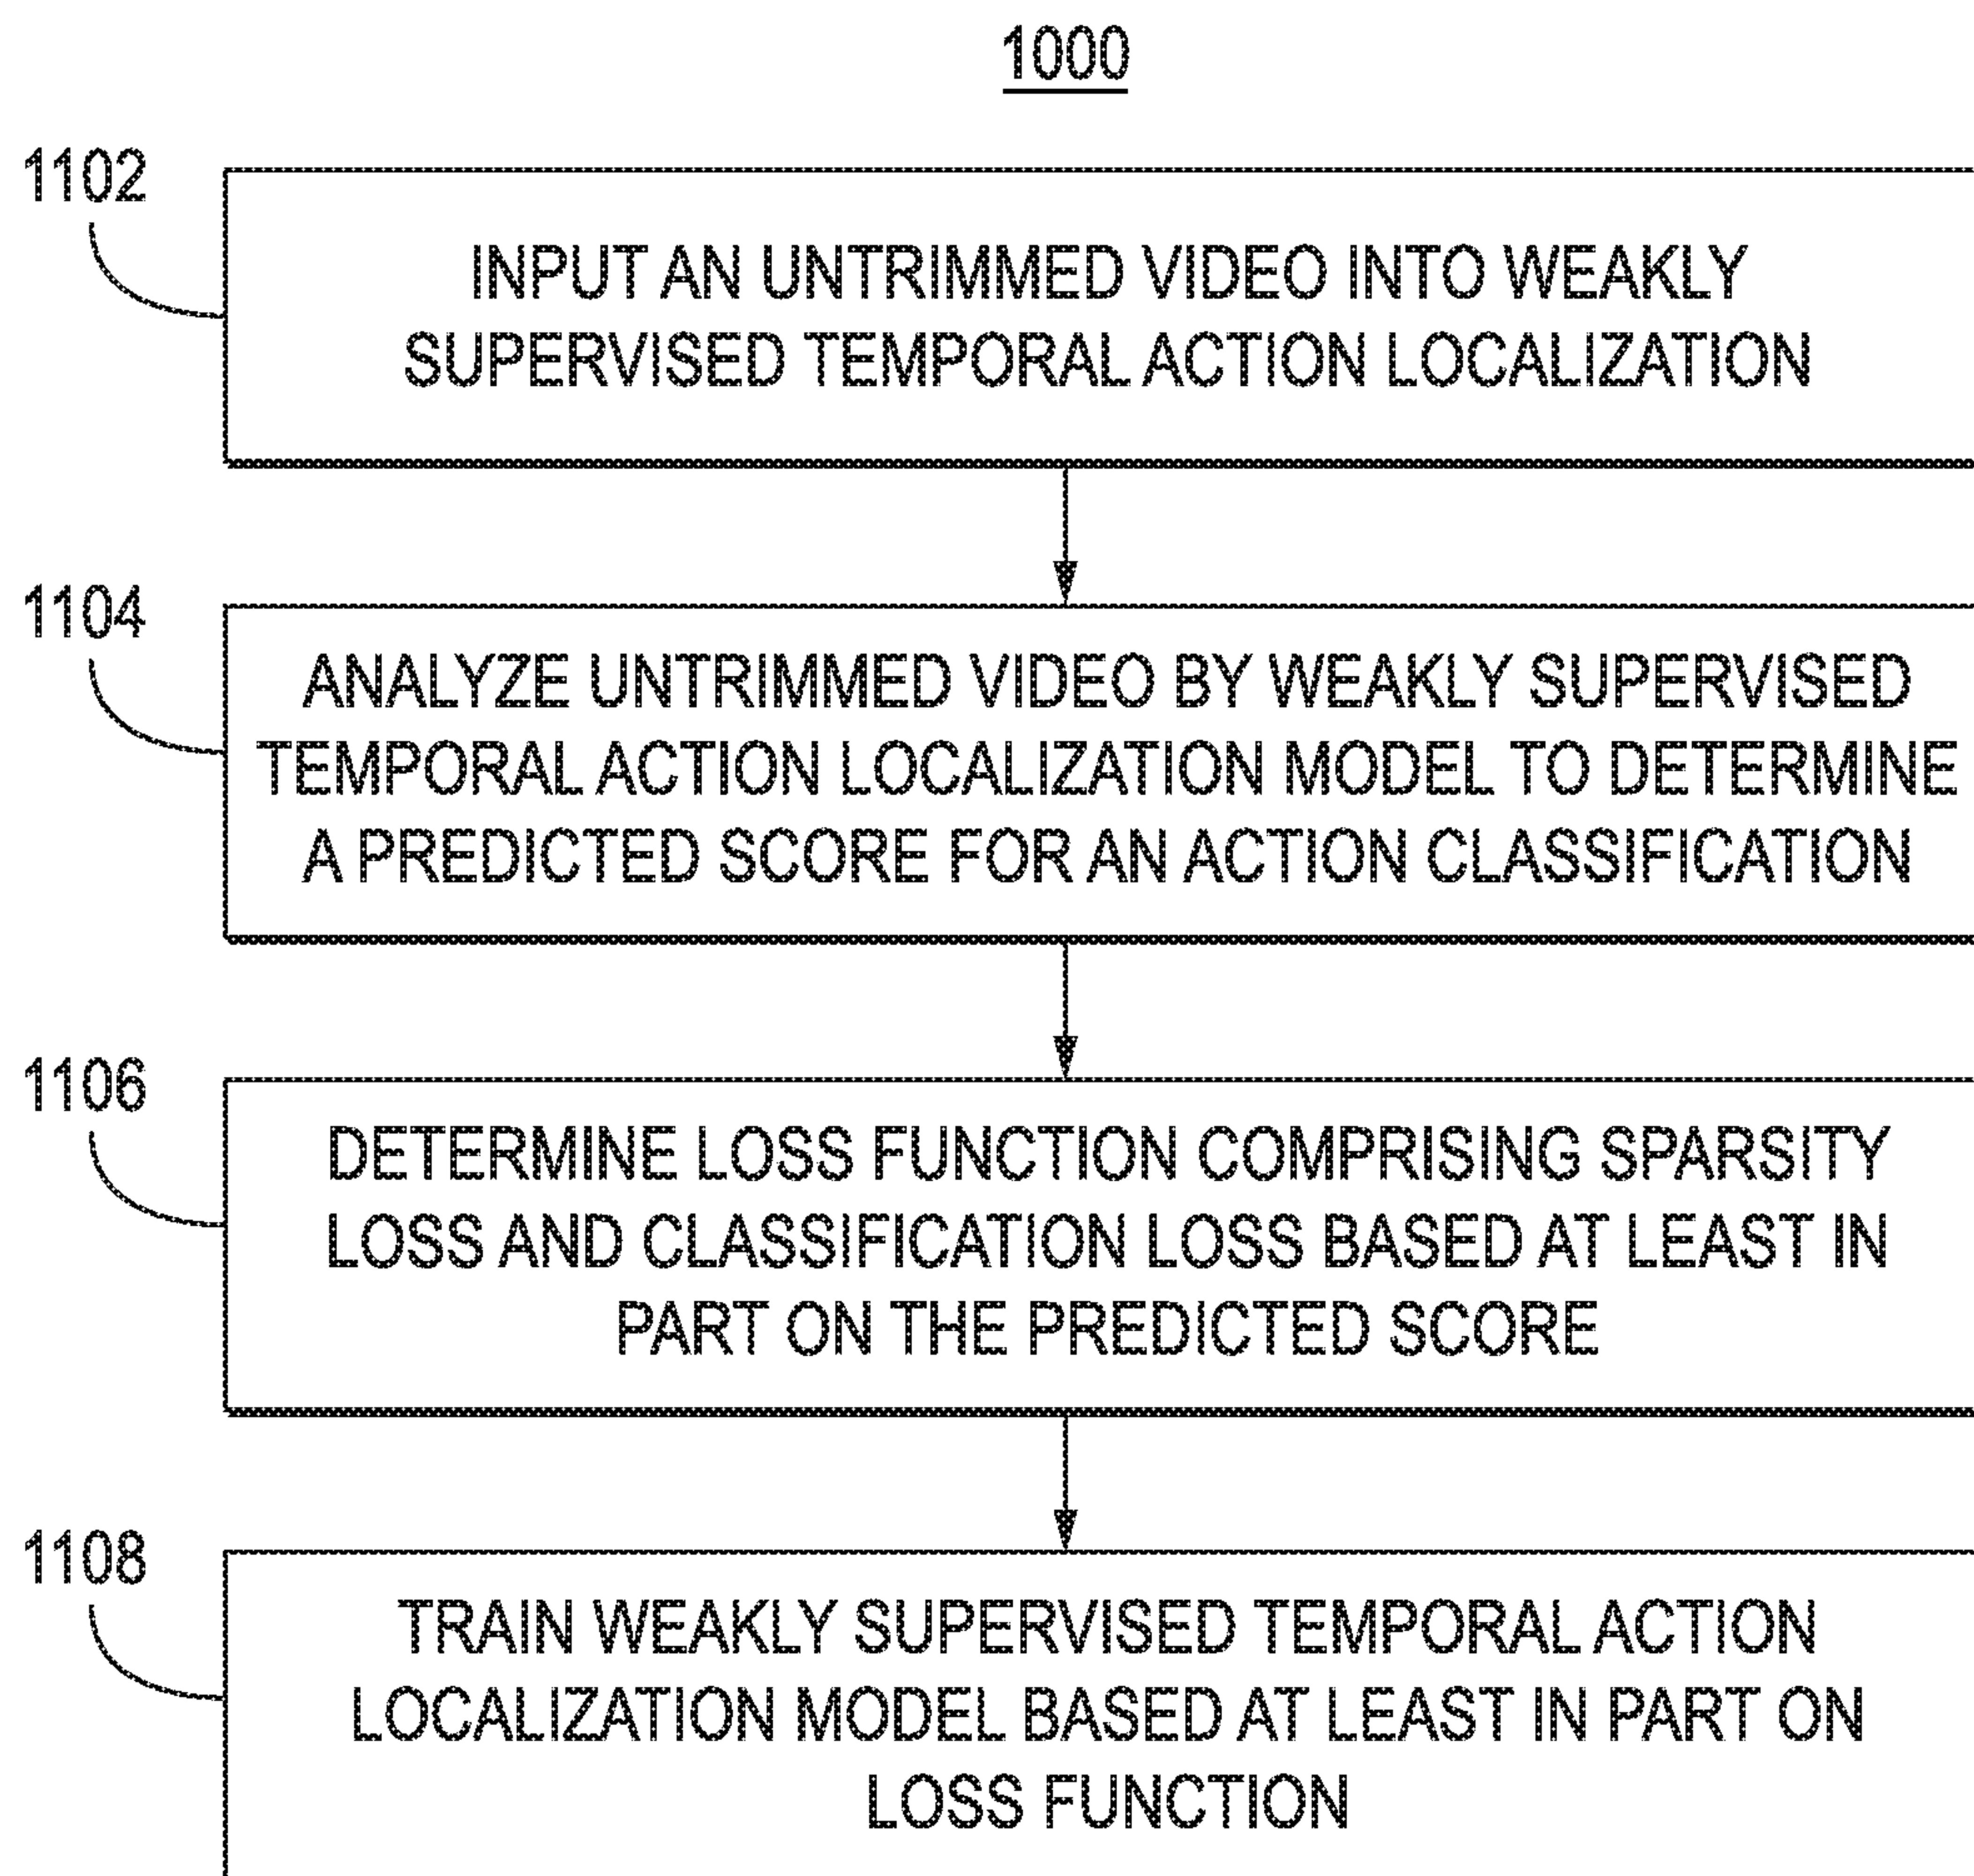 1000
1102
INPUT AN UNTRIMMED VIDEO INTO WEAKLY
SUPERVISED TEMPORAL ACTION LOCALIZATION
1104
ANALYZE UNTRIMMED VIDEO BY WEAKLY SUPERVISED
TEMPORAL ACTION LOCALIZATION MODEL TO DETERMINE
A PREDICTED SCORE FOR AN ACTION CLASSIFICATION
1106
DETERMINE LOSS FUNCTION COMPRISING SPARSITY
LOSS AND CLASSIFICATION LOSS BASED AT LEAST IN
PART ON THE PREDICTED SCORE
1108
TRAIN WEAKLY SUPERVISED TEMPORAL ACTION
LOCALIZATION MODEL BASED AT LEAST IN PART ON
LOSS FUNCTION